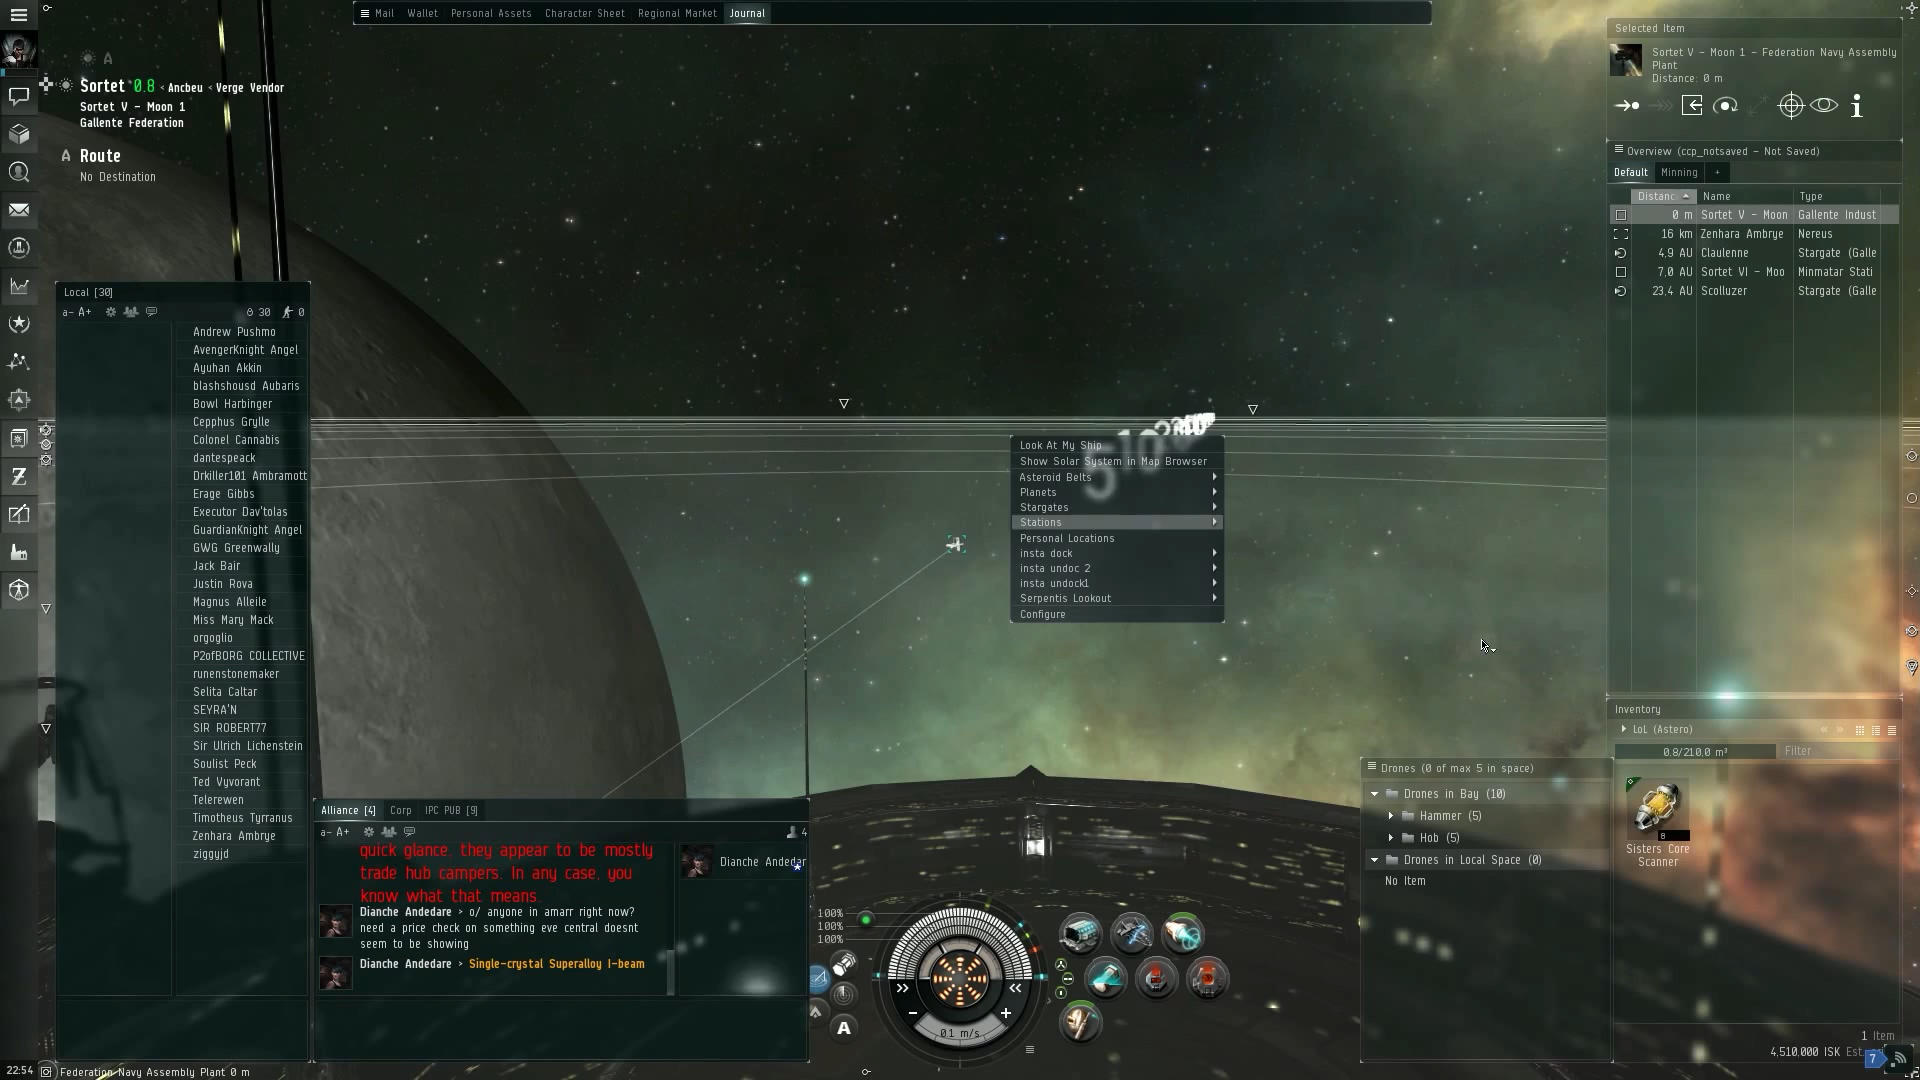 Mail
Wallet
Personal Assets
Character Sheet
Regional Market
Journal
Sortet 0.8 < Ancbeu < Verge Vendor
Sortet V - Moon 1
Gallente Federation
A Route
No Destination
Selected Item
Sortet V - Moon 1 - Federation Navy Assembly
Plant
Distance: 0 m
Overview (ccp_notsaved - Not Saved)
Default Minning +
Name Type
0 m Sortet V - Moon Gallente Indust
16 km Zenhara Ambrye Nereus
4,9 AU Claulenne Stargate (Galle
7,0 AU Sortet VI - Moo Minmatar Stati
23,4 AU Scolluzer Stargate (Galle
Local [30]
a- A+ 30 0
Andrew Pushmo
AvengerKnight Angel
Ayuhan Akkin
blashshousd Aubaris
Bowl Harbinger
Cepphus Grylle
Colonel Cannabis
dantespeack
Drkiller101 Ambramott
Erage Gibbs
Executor Dav'tolas
GuardianKnight Angel
GWG Greenwally
Jack Bair
Justin Rova
Magnus Alleile
Miss Mary Mack
orgoglio
P2ofBORG COLLECTIVE
runenstonemaker
Selita Caltar
SEYRA'N
SIR ROBERT77
Sir Ulrich Lichenstein
Soulist Peck
Ted Vyvorant
Telerewen
Timotheus Tyrranus
Zenhara Ambrye
ziggyjd
Look At My Ship
Show Solar System in Map Browser
Asteroid Belts
Planets
Stargates
Stations
Personal Locations
insta dock
insta undoc 2
insta undock1
Serpentis Lookout
Configure
Alliance [4] Corp IPC PUB [9]
a- A+ 4
quick glance, they appear to be mostly
trade hub campers. In any case, you
know what that means.
Dianche Andedare > o/ anyone in amarr right now?
need a price check on something eve central doesnt
seem to be showing
Dianche Andedare > Single-crystal Superalloy I-beam
Dianche Andedar
100%
100%
100%
A
0.1 m/s
Drones (0 of max 5 in space)
Drones in Bay (10)
Hammer (5)
Hob (5)
Drones in Local Space (0)
No Item
Inventory
LoL (Astero)
0.8/210.0 m³ Filter
8
Sisters Core
Scanner
1 Item
4,510,000 ISK Est.
7
22:54 Federation Navy Assembly Plant 0 m